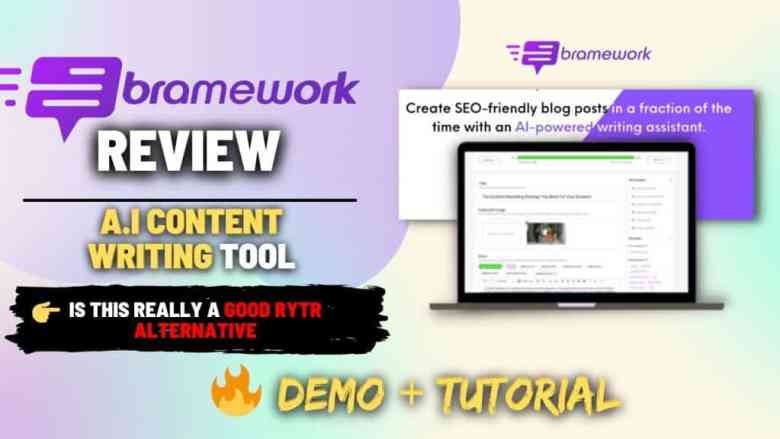 bramework
REVIEW
A.I CONTENT
WRITING TOOL
IS THIS REALLY A GOOD RYTR
ALTERNATIVE
bramework
Create SEO-friendly blog posts in a fraction of the
time with an AI-powered writing assistant.
Title
DEMO + TUTORIAL